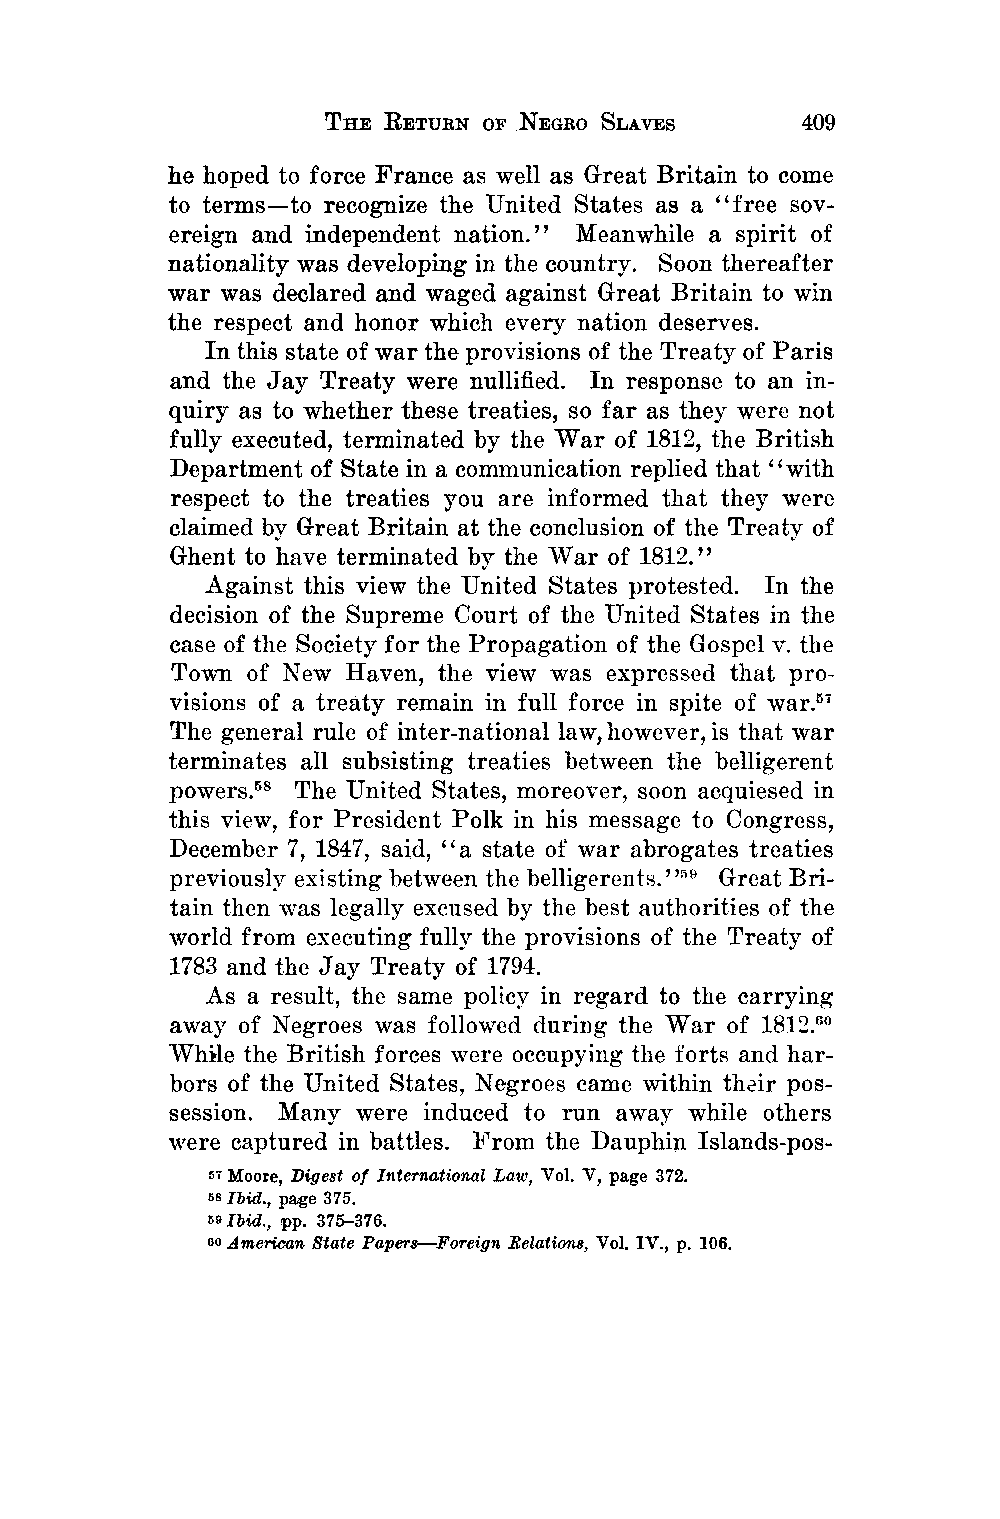 THE RETURN OF NEGRO SLAVES 409
he hoped to force France as well as Great Britain to come
to terms—to recognize the United States as a “free sov-
ereign and independent nation.” Meanwhile a spirit of
nationality was developing in the country. Soon thereafter
war was declared and waged against Great Britain to win
the respect and honor which every nation deserves.
In this state of war the provisions of the Treaty of Paris
and the Jay Treaty were nullified. In response to an in-
quiry as to whether these treaties, so far as they were not
fully executed, terminated by the War of 1812, the British
Department of State in a communication replied that “with
respect to the treaties you are informed that they were
claimed by Great Britain at the conclusion of the Treaty of
Ghent to have terminated by the War of 1812.”
Against this view the United States protested. In the
decision of the Supreme Court of the United States in the
case of the Society for the Propagation of the Gospel v. the
Town of New Haven, the view was expressed that pro-
visions of a treaty remain in full force in spite of war.⁵⁷
The general rule of inter-national law, however, is that war
terminates all subsisting treaties between the belligerent
powers.⁵⁸ The United States, moreover, soon acquiesed in
this view, for President Polk in his message to Congress,
December 7, 1847, said, “a state of war abrogates treaties
previously existing between the belligerents.”⁵⁹ Great Bri-
tain then was legally excused by the best authorities of the
world from executing fully the provisions of the Treaty of
1783 and the Jay Treaty of 1794.
As a result, the same policy in regard to the carrying
away of Negroes was followed during the War of 1812.⁶⁰
While the British forces were occupying the forts and har-
bors of the United States, Negroes came within their pos-
session. Many were induced to run away while others
were captured in battles. From the Dauphin Islands-pos-
⁵⁷ Moore, Digest of International Law, Vol. V, page 372.
⁵⁸ Ibid., page 375.
⁵⁹ Ibid., pp. 375–376.
⁶⁰ American State Papers—Foreign Relations, Vol. IV., p. 106.